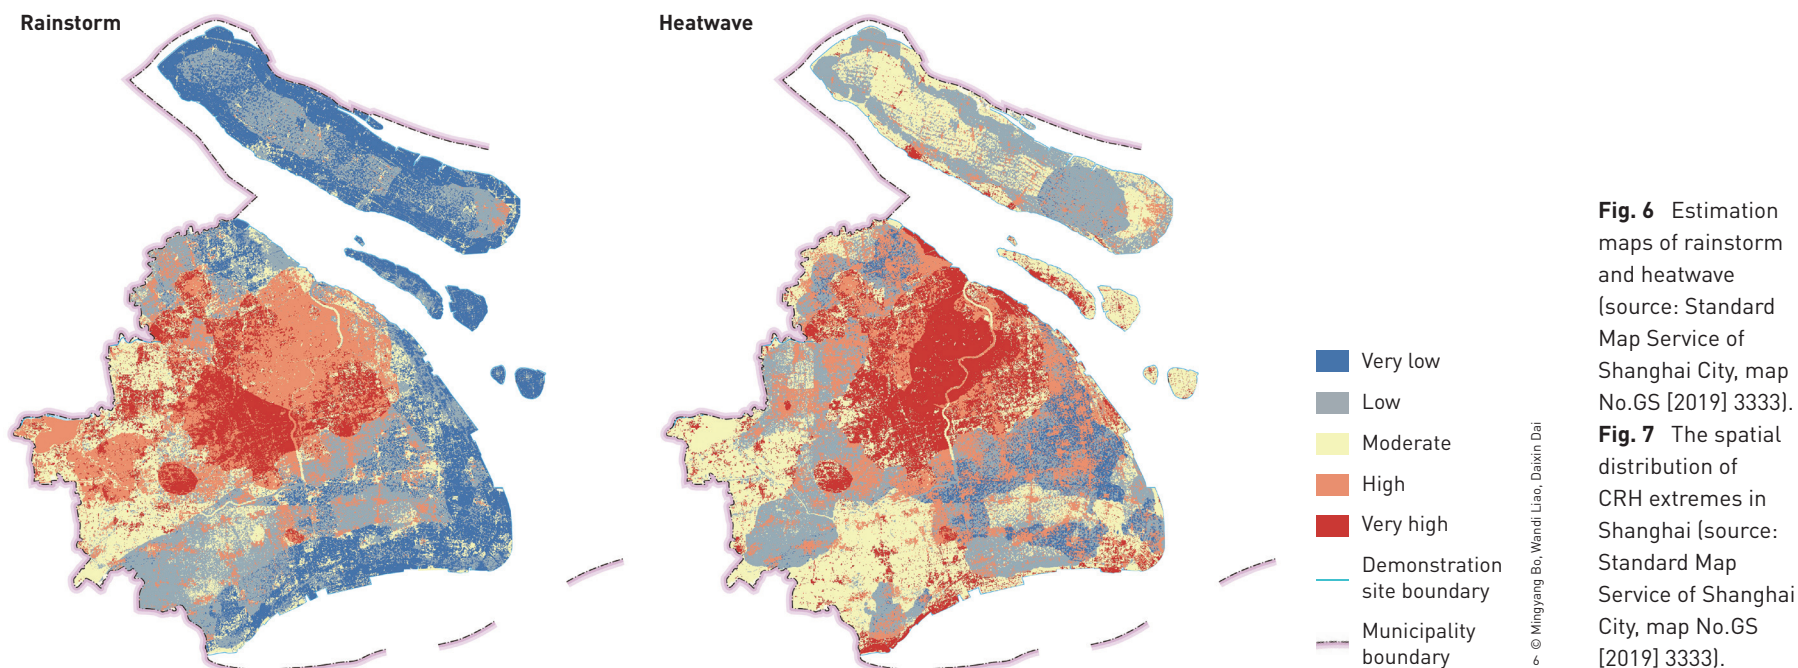 Rainstorm
Heatwave
Very low
Low
Moderate
High
Very high
Demonstration
site boundary
Municipality
boundary
6 © Mingyang Bo, Wandi Liao, Daixin Dai
Fig. 6 Estimation
maps of rainstorm
and heatwave
(source: Standard
Map Service of
Shanghai City, map
No.GS [2019] 3333).
Fig. 7 The spatial
distribution of
CRH extremes in
Shanghai (source:
Standard Map
Service of Shanghai
City, map No.GS
[2019] 3333).